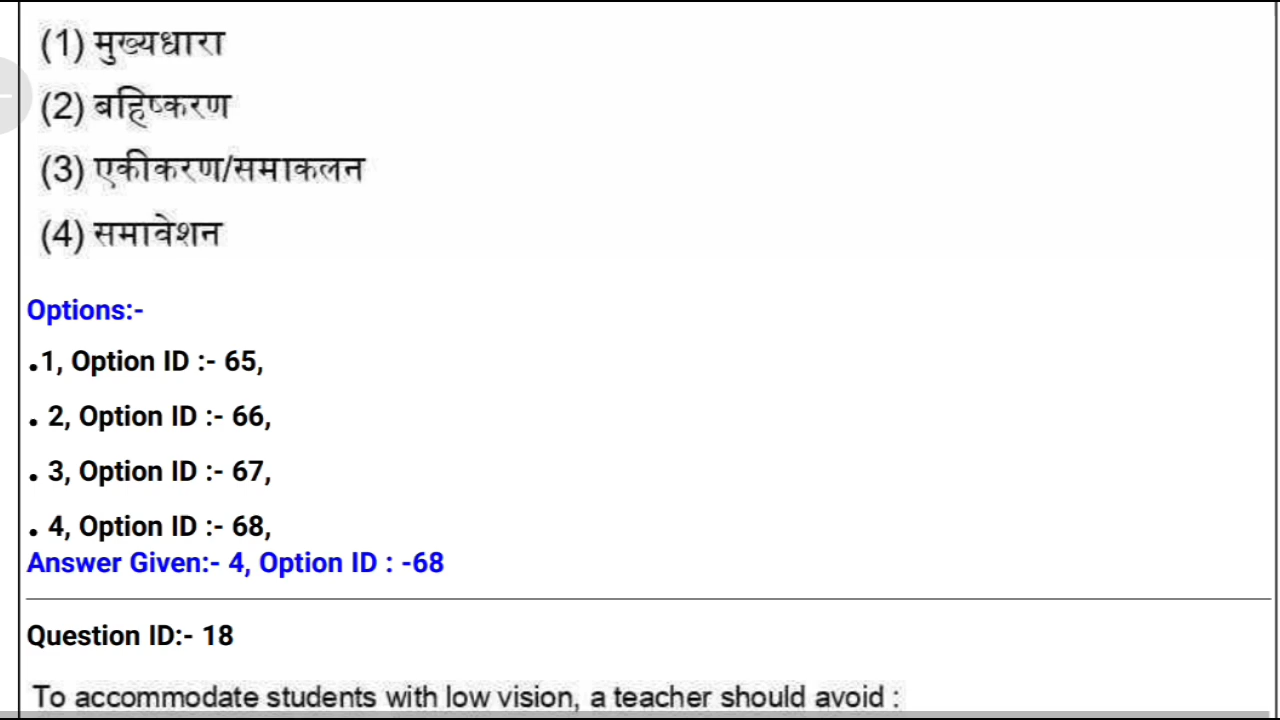 (1) मुख्यधारा
(2) बहिष्करण
(3) एकीकरण/समाकलन
(4) समावेशन
Options:-
.1, Option ID :- 65,
. 2, Option ID :- 66,
. 3, Option ID :- 67,
. 4, Option ID :- 68,
Answer Given:- 4, Option ID : -68
Question ID:- 18
To accommodate students with low vision, a teacher should avoid :